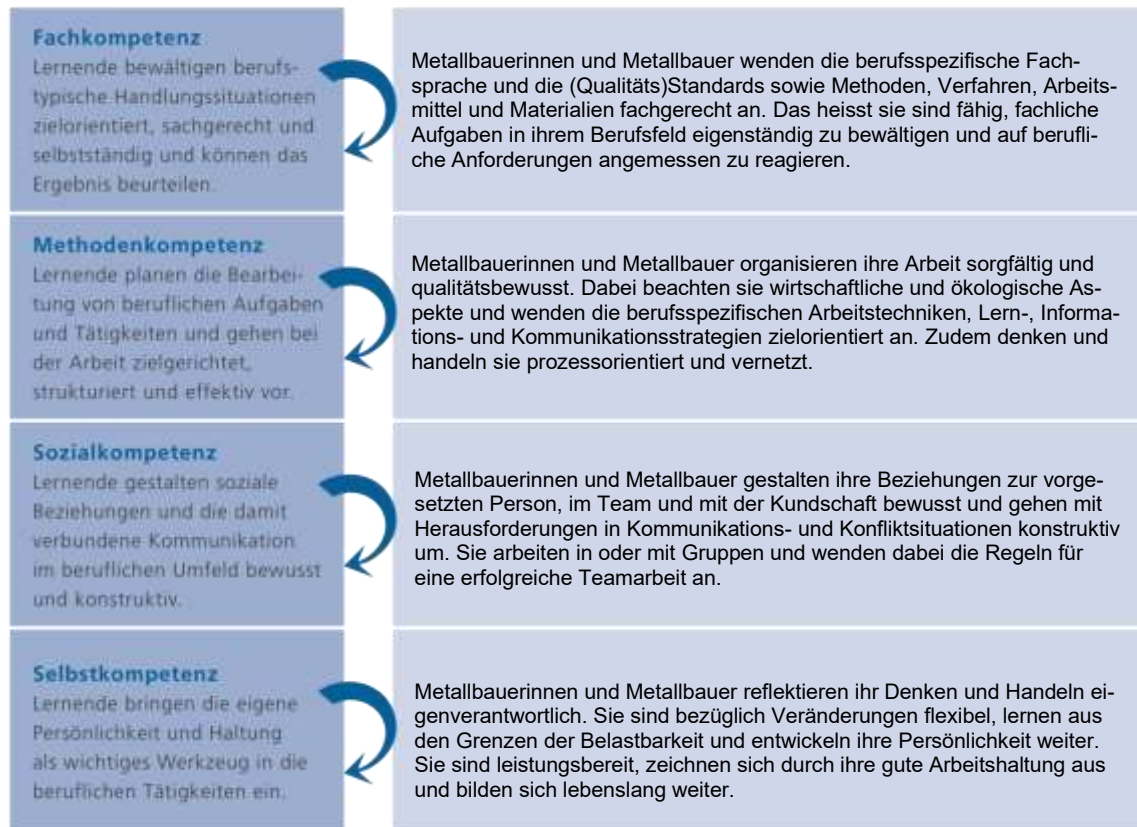 Fachkompetenz
Lernende bewältigen berufs-
typische Handlungssituationen
zielorientiert, sachgerecht und
selbstständig und können das
Ergebnis beurteilen.
Metallbauerinnen und Metallbauer wenden die berufsspezifische Fach-
sprache und die (Qualitäts)Standards sowie Methoden, Verfahren, Arbeits-
mittel und Materialien fachgerecht an. Das heisst sie sind fähig, fachliche
Aufgaben in ihrem Berufsfeld eigenständig zu bewältigen und auf berufli-
che Anforderungen angemessen zu reagieren.
Methodenkompetenz
Lernende planen die Bearbei-
tung von beruflichen Aufgaben
und Tätigkeiten und gehen bei
der Arbeit zielgerichtet,
strukturiert und effektiv vor.
Metallbauerinnen und Metallbauer organisieren ihre Arbeit sorgfältig und
qualitätsbewusst. Dabei beachten sie wirtschaftliche und ökologische As-
pekte und wenden die berufsspezifischen Arbeitstechniken, Lern-, Informa-
tions- und Kommunikationsstrategien zielorientiert an. Zudem denken und
handeln sie prozessorientiert und vernetzt.
Sozialkompetenz
Lernende gestalten soziale
Beziehungen und die damit
verbundene Kommunikation
im beruflichen Umfeld bewusst
und konstruktiv.
Metallbauerinnen und Metallbauer gestalten ihre Beziehungen zur vorge-
setzten Person, im Team und mit der Kundschaft bewusst und gehen mit
Herausforderungen in Kommunikations- und Konfliktsituationen konstruktiv
um. Sie arbeiten in oder mit Gruppen und wenden dabei die Regeln für
eine erfolgreiche Teamarbeit an.
Selbstkompetenz
Lernende bringen die eigene
Persönlichkeit und Haltung
als wichtiges Werkzeug in die
beruflichen Tätigkeiten ein.
Metallbauerinnen und Metallbauer reflektieren ihr Denken und Handeln ei-
genverantwortlich. Sie sind bezüglich Veränderungen flexibel, lernen aus
den Grenzen der Belastbarkeit und entwickeln ihre Persönlichkeit weiter.
Sie sind leistungsbereit, zeichnen sich durch ihre gute Arbeitshaltung aus
und bilden sich lebenslang weiter.